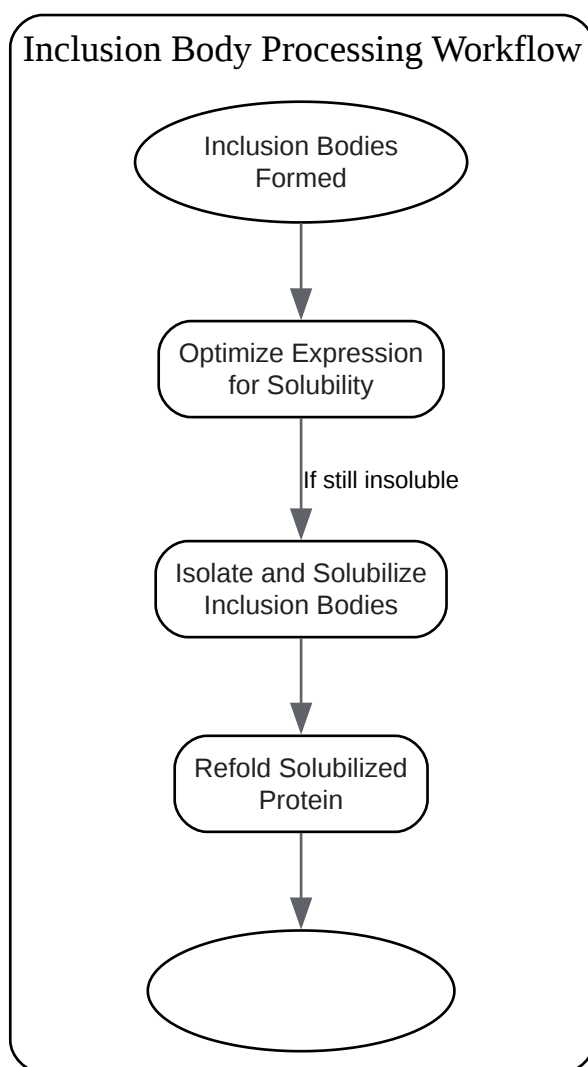 Inclusion Body Processing Workflow
Inclusion Bodies
Formed
Optimize Expression
for Solubility
If still insoluble
Isolate and Solubilize
Inclusion Bodies
Refold Solubilized
Protein